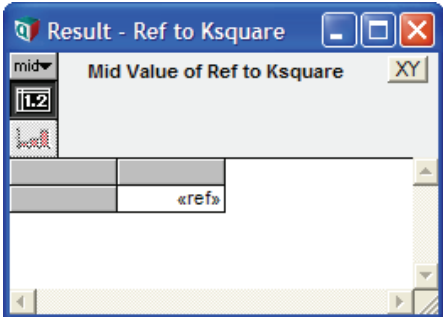 Result - Ref to Ksquare
mid
Mid Value of Ref to Ksquare
XY
1.2
«ref»